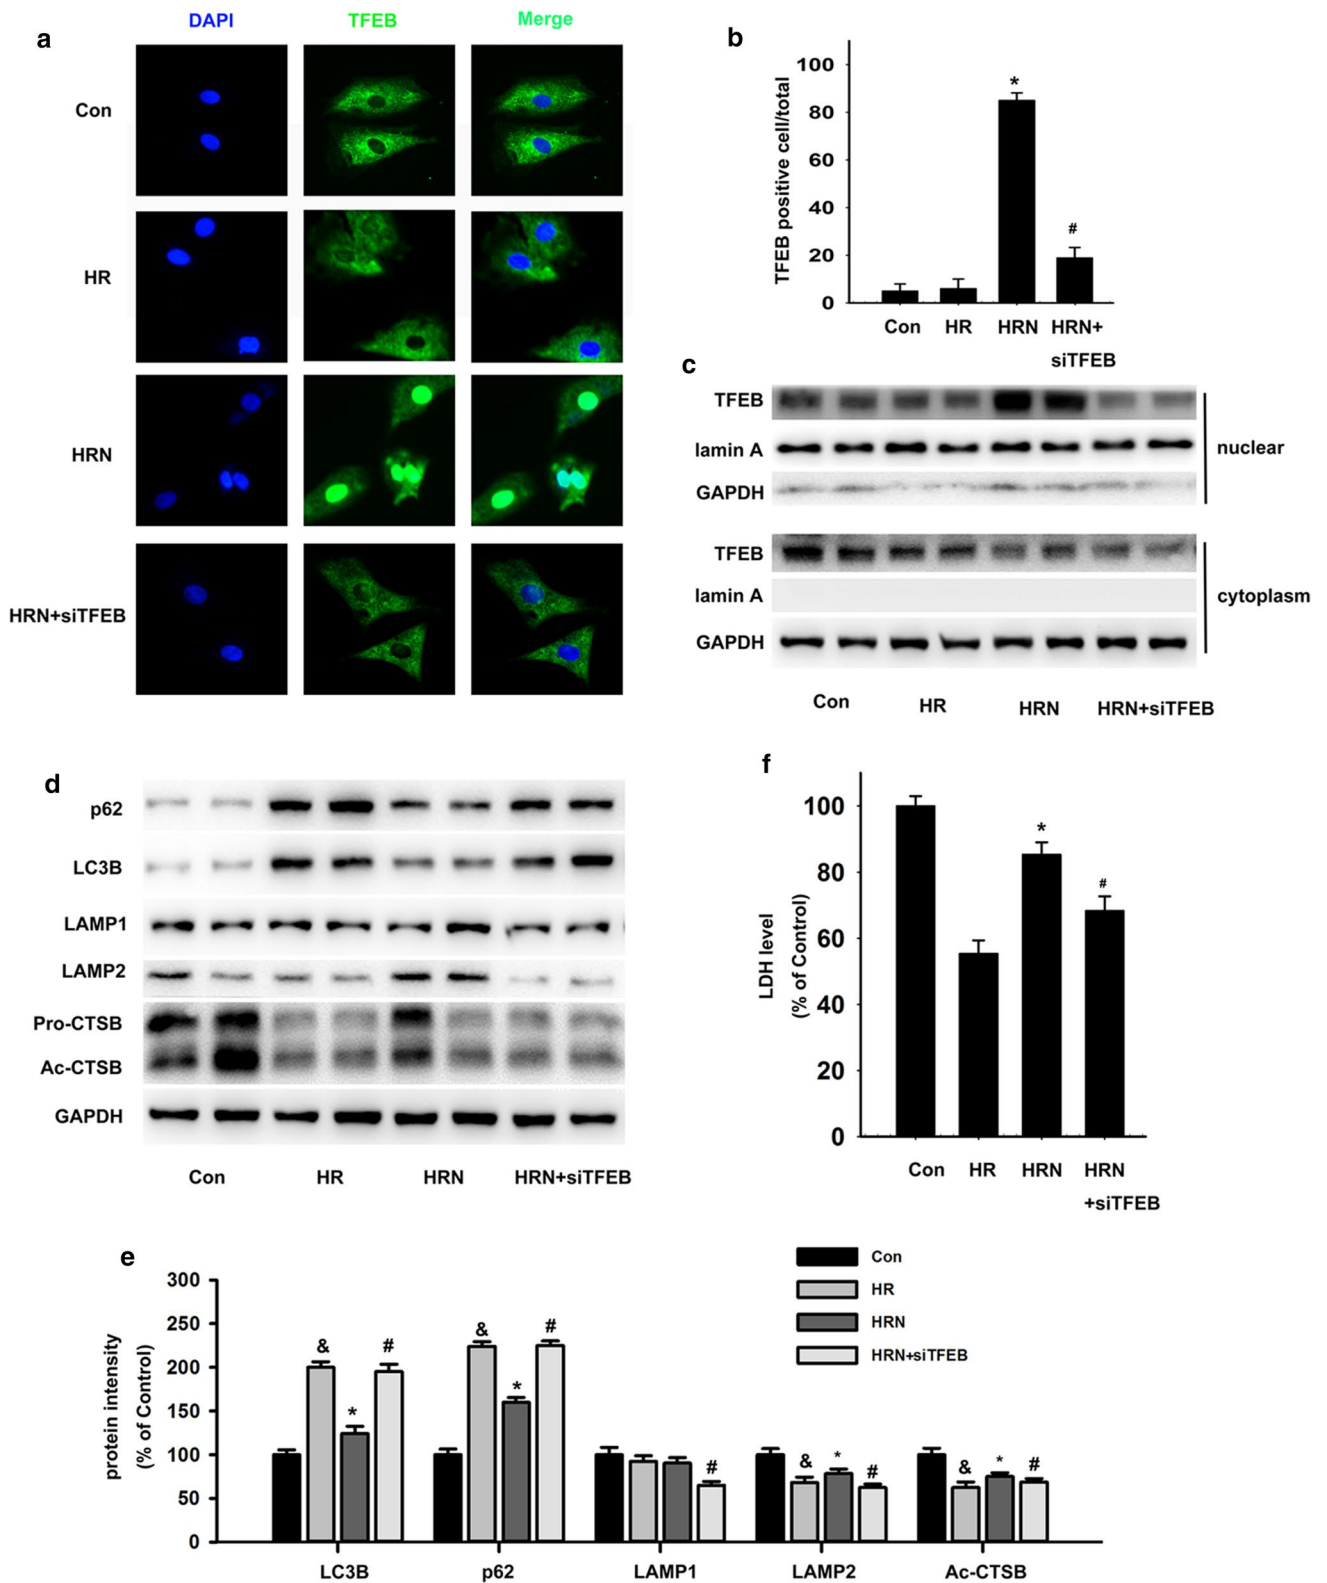 a
DAPI TFEB Merge
Con
HR
HRN
HRN+siTFEB
b
TFEB positive cell/total
100
80
60
40
20
0
*
#
Con HR HRN HRN+
siTFEB
c
TFEB
lamin A
GAPDH
nuclear
TFEB
lamin A
GAPDH
cytoplasm
Con HR HRN HRN+siTFEB
d
p62
LC3B
LAMP1
LAMP2
Pro-CTSB
Ac-CTSB
GAPDH
Con HR HRN HRN+siTFEB
f
LDH level
(% of Control)
100
80
60
40
20
0
*
#
Con HR HRN HRN
+siTFEB
e
protein intensity
(% of Control)
300
250
200
150
100
50
0
& * #
& * #
#
& * #
& * #
LC3B p62 LAMP1 LAMP2 Ac-CTSB
Con
HR
HRN
HRN+siTFEB